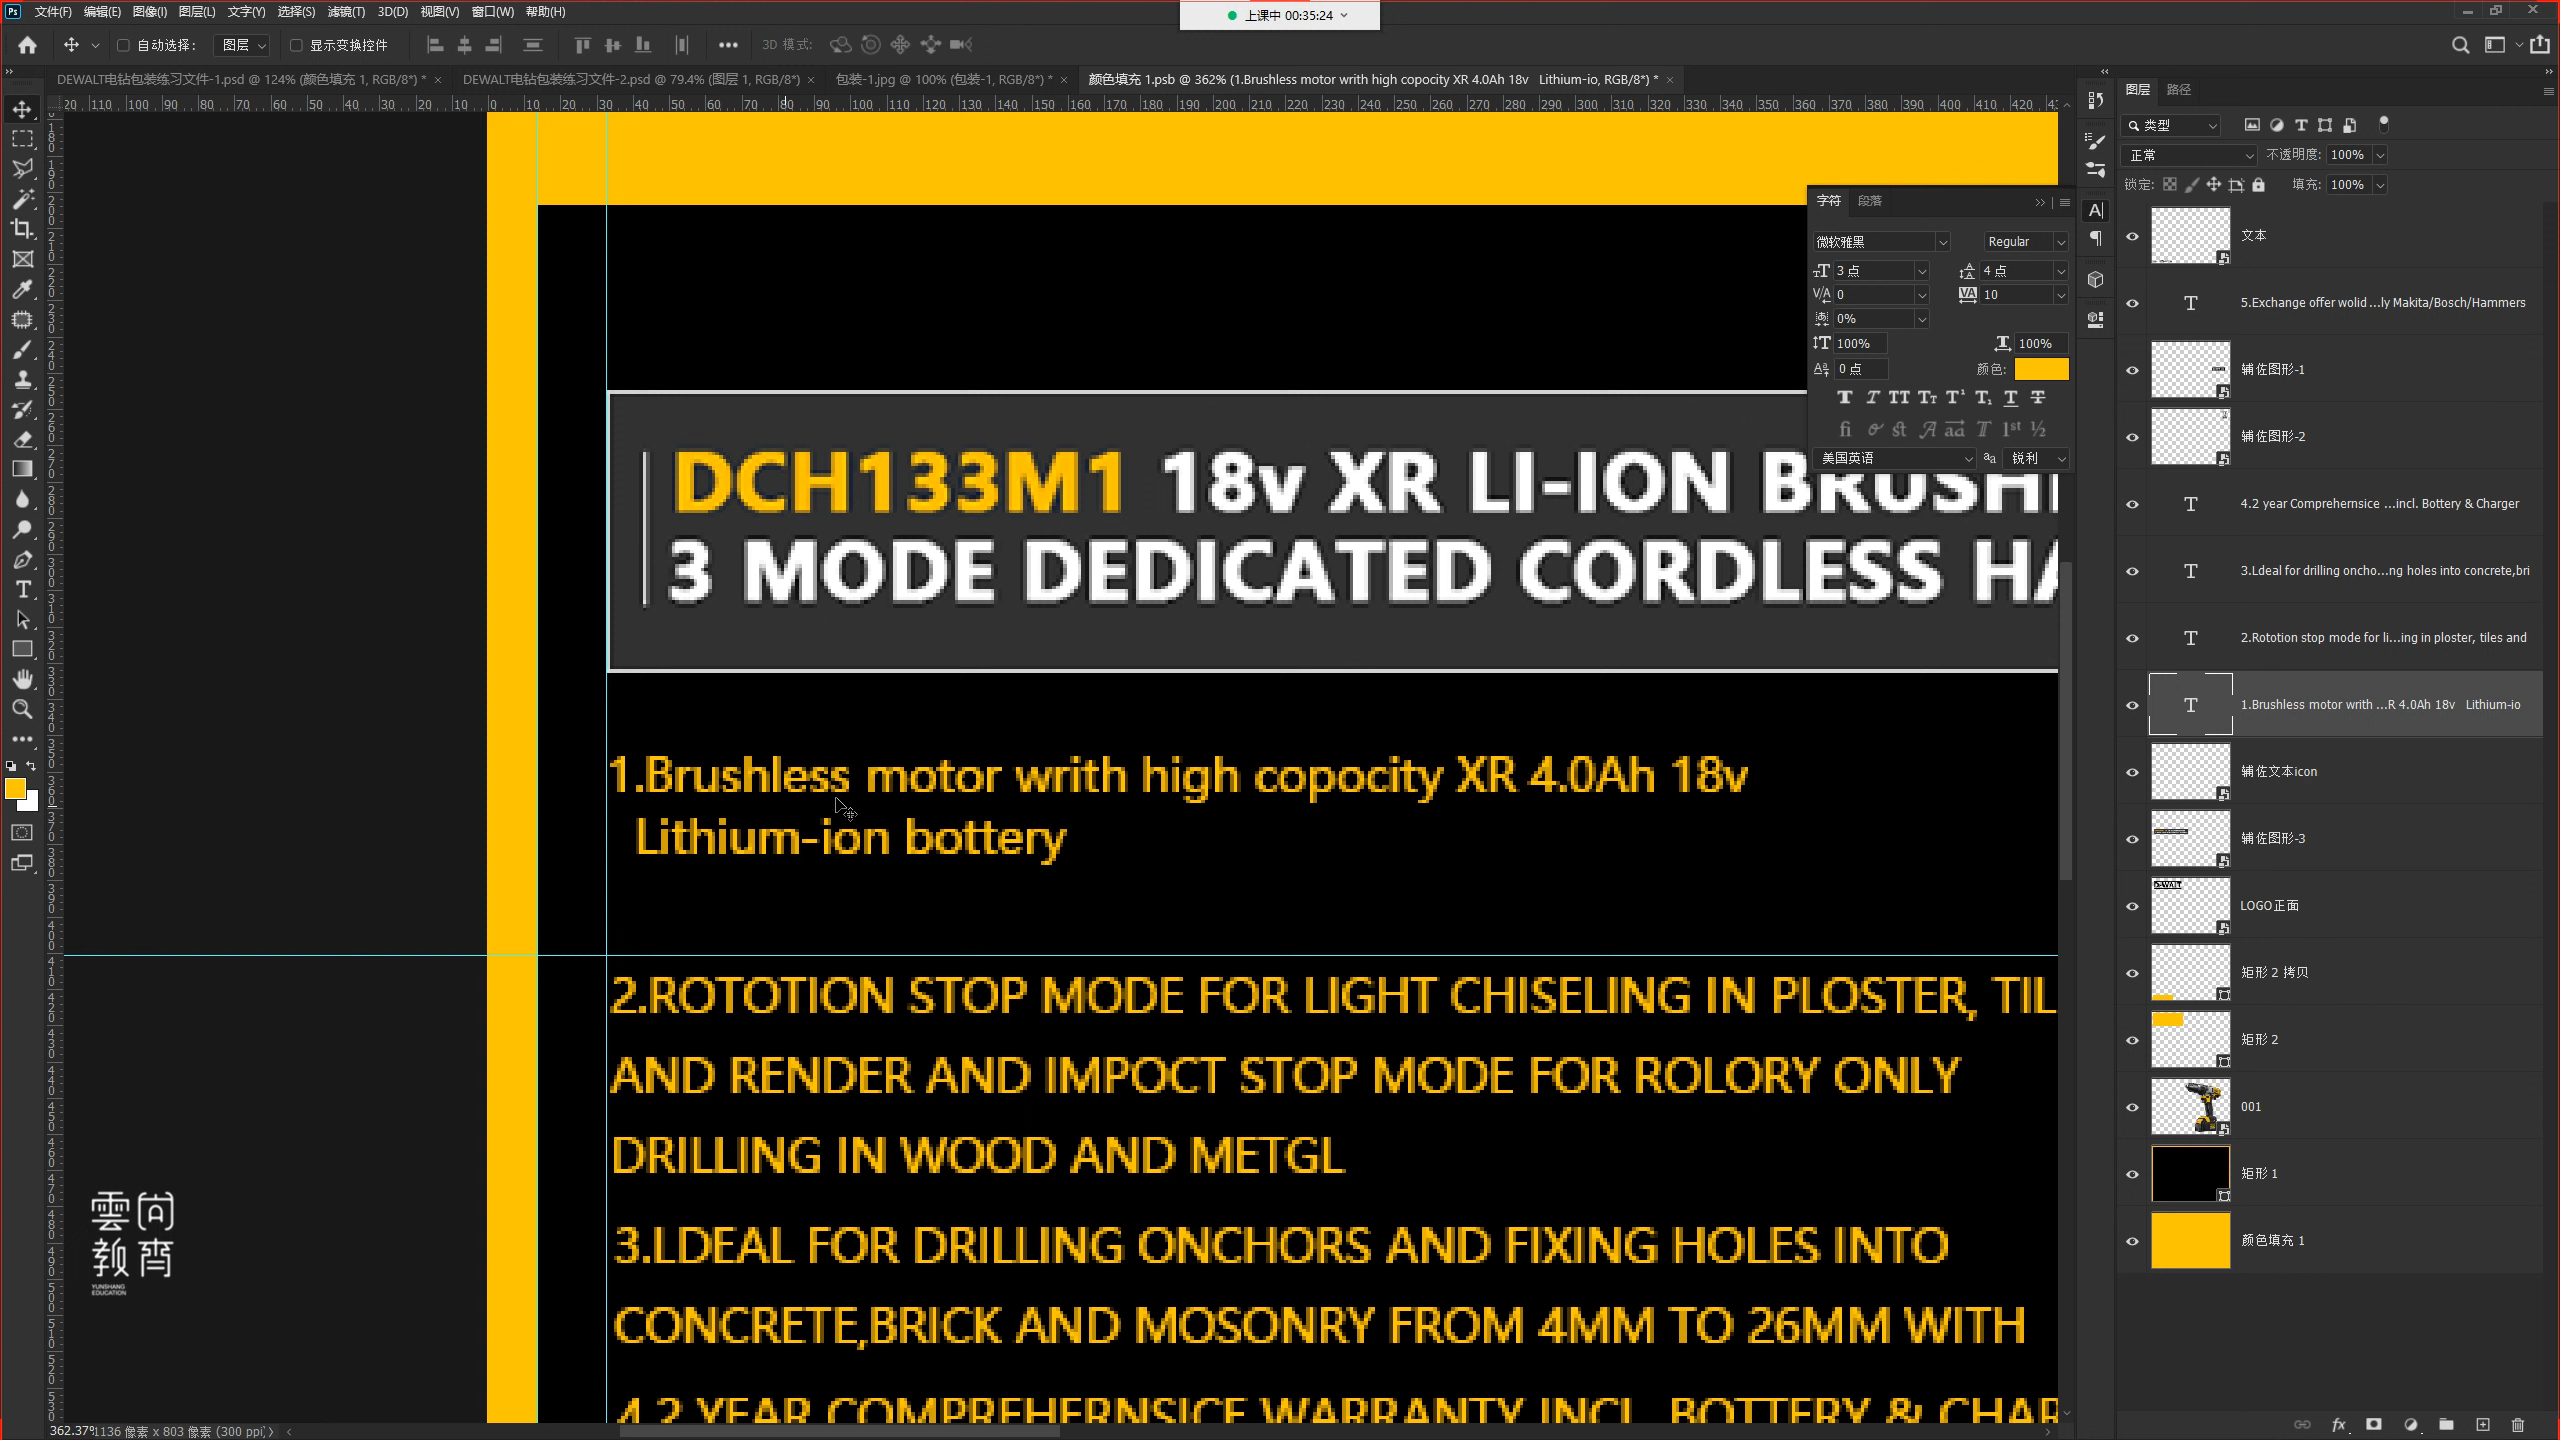 文件(F) 编辑(E) 图像(I) 图层(L) 文字(Y) 选择(S) 滤镜(T) 3D(D) 视图(V) 窗口(W) 帮助(H)
上课中 00:35:24
自动选择: 图层 显示变换控件 3D 模式:
DEWALT电钻包装练习文件-1.psd @ 124% (颜色填充 1, RGB/8*) * DEWALT电钻包装练习文件-2.psd @ 79.4% (图层 1, RGB/8*) 包装-1.jpg @ 100% (包装-1, RGB/8*) * 颜色填充 1.psb @ 362% (1.Brushless motor writh high copocity XR 4.0Ah 18v Lithium-io, RGB/8*) *
DCH133M1 18v XR LI-ION BRUSH
3 MODE DEDICATED CORDLESS HA
1.Brushless motor writh high copocity XR 4.0Ah 18v
Lithium-ion bottery
2.ROTOTION STOP MODE FOR LIGHT CHISELING IN PLOSTER, TIL
AND RENDER AND IMPOCT STOP MODE FOR ROLORY ONLY
DRILLING IN WOOD AND METGL
3.LDEAL FOR DRILLING ONCHORS AND FIXING HOLES INTO
CONCRETE,BRICK AND MOSONRY FROM 4MM TO 26MM WITH
4.2 YEAR COMPREHERNSICE WARRANTY INCL. BOTTERY & CHAR
雲尚
教育
YUNSHANG
EDUCATION
362.37% 1136 像素 x 803 像素 (300 ppi)
字符 段落
微软雅黑 Regular
3 点 4 点
0 10
0%
100% 100%
0 点 颜色:
美国英语 aa 锐利
图层 路径
类型
正常 不透明度: 100%
锁定: 填充: 100%
文本
5.Exchange offer wolid ...ly Makita/Bosch/Hammers
辅佐图形-1
辅佐图形-2
4.2 year Comprehernsice ...incl. Bottery & Charger
3.Ldeal for drilling oncho...ng holes into concrete,bri
2.Rototion stop mode for li...ing in ploster, tiles and
1.Brushless motor writh ...R 4.0Ah 18v Lithium-io
辅佐文本icon
辅佐图形-3
LOGO正面
矩形 2 拷贝
矩形 2
001
矩形 1
颜色填充 1